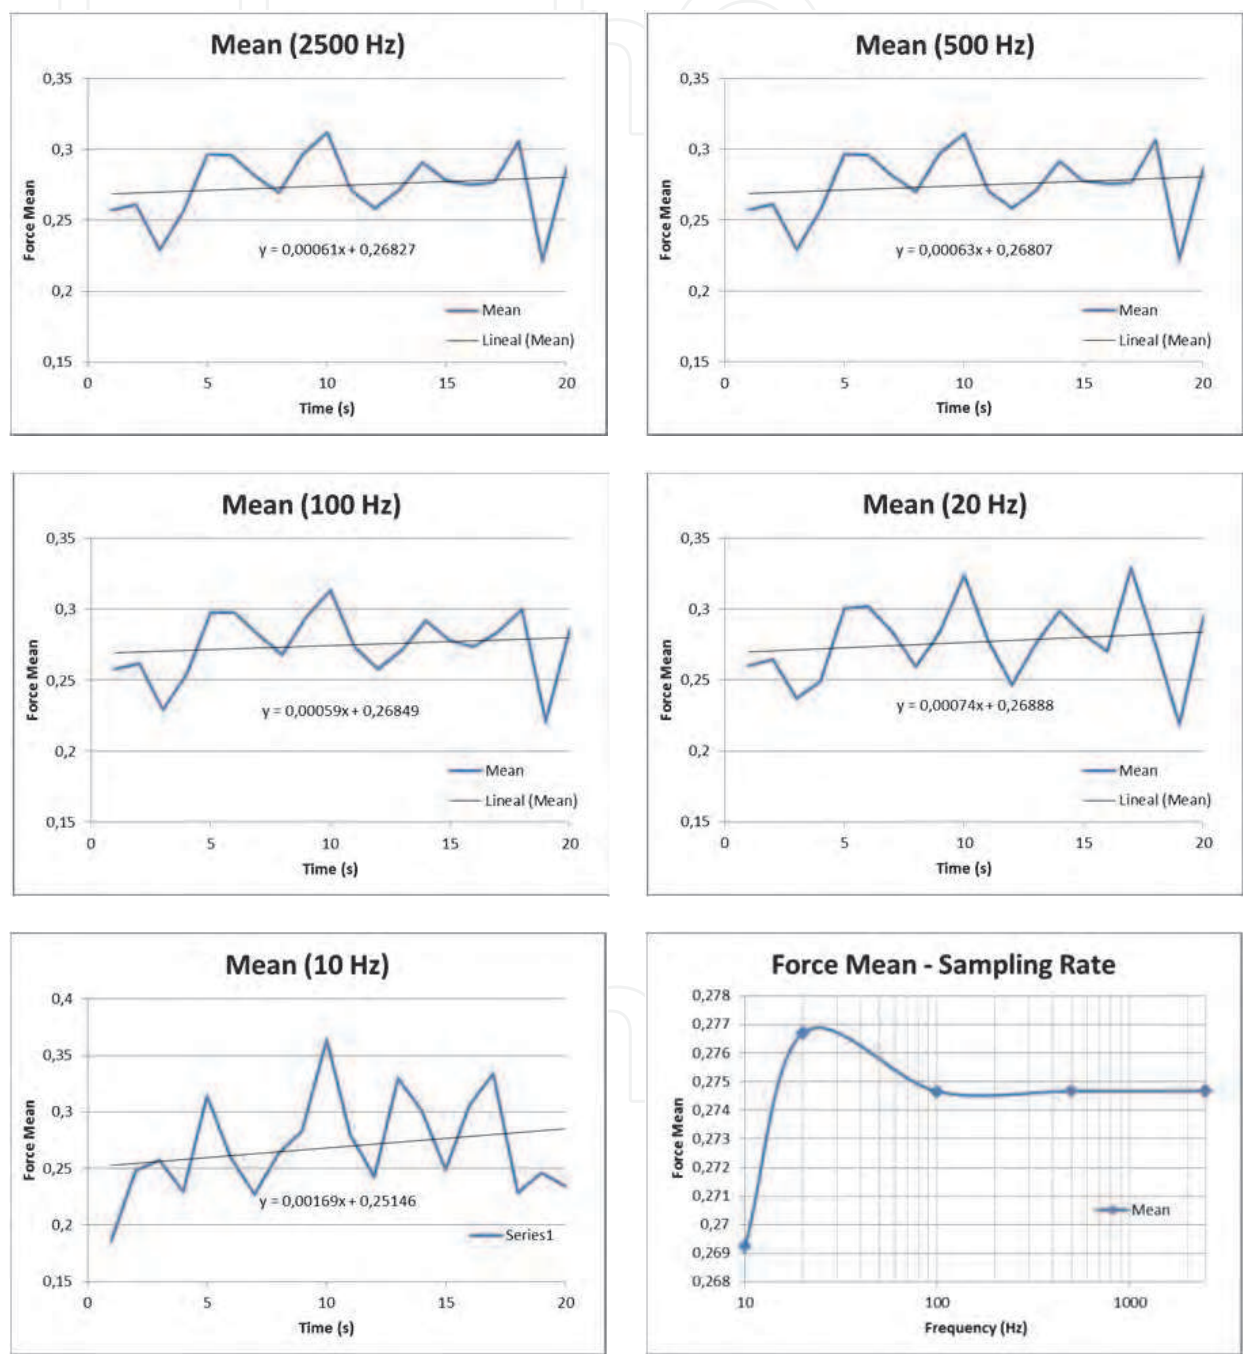 Mean (2500 Hz)
0,35
0,3
0,25
0,2
0,15
Force Mean
y = 0,00061x + 0,26827
Mean
Lineal (Mean)
0
5
10
15
20
Time (s)
Mean (500 Hz)
0,35
0,3
0,25
0,2
0,15
Force Mean
y = 0,00063x + 0,26807
Mean
Lineal (Mean)
0
5
10
15
20
Time (s)
Mean (100 Hz)
0,35
0,3
0,25
0,2
0,15
Force Mean
y = 0,00059x + 0,26849
Mean
Lineal (Mean)
0
5
10
15
20
Time (s)
Mean (20 Hz)
0,35
0,3
0,25
0,2
0,15
Force Mean
y = 0,00074x + 0,26888
Mean
Lineal (Mean)
0
5
10
15
20
Time (s)
Mean (10 Hz)
0,4
0,35
0,3
0,25
0,2
0,15
Force Mean
y = 0,00169x + 0,25146
Series1
0
5
10
15
20
Time (s)
Force Mean - Sampling Rate
0,278
0,277
0,276
0,275
0,274
0,273
0,272
0,271
0,27
0,269
0,268
Force Mean
Mean
10
100
1000
Frequency (Hz)